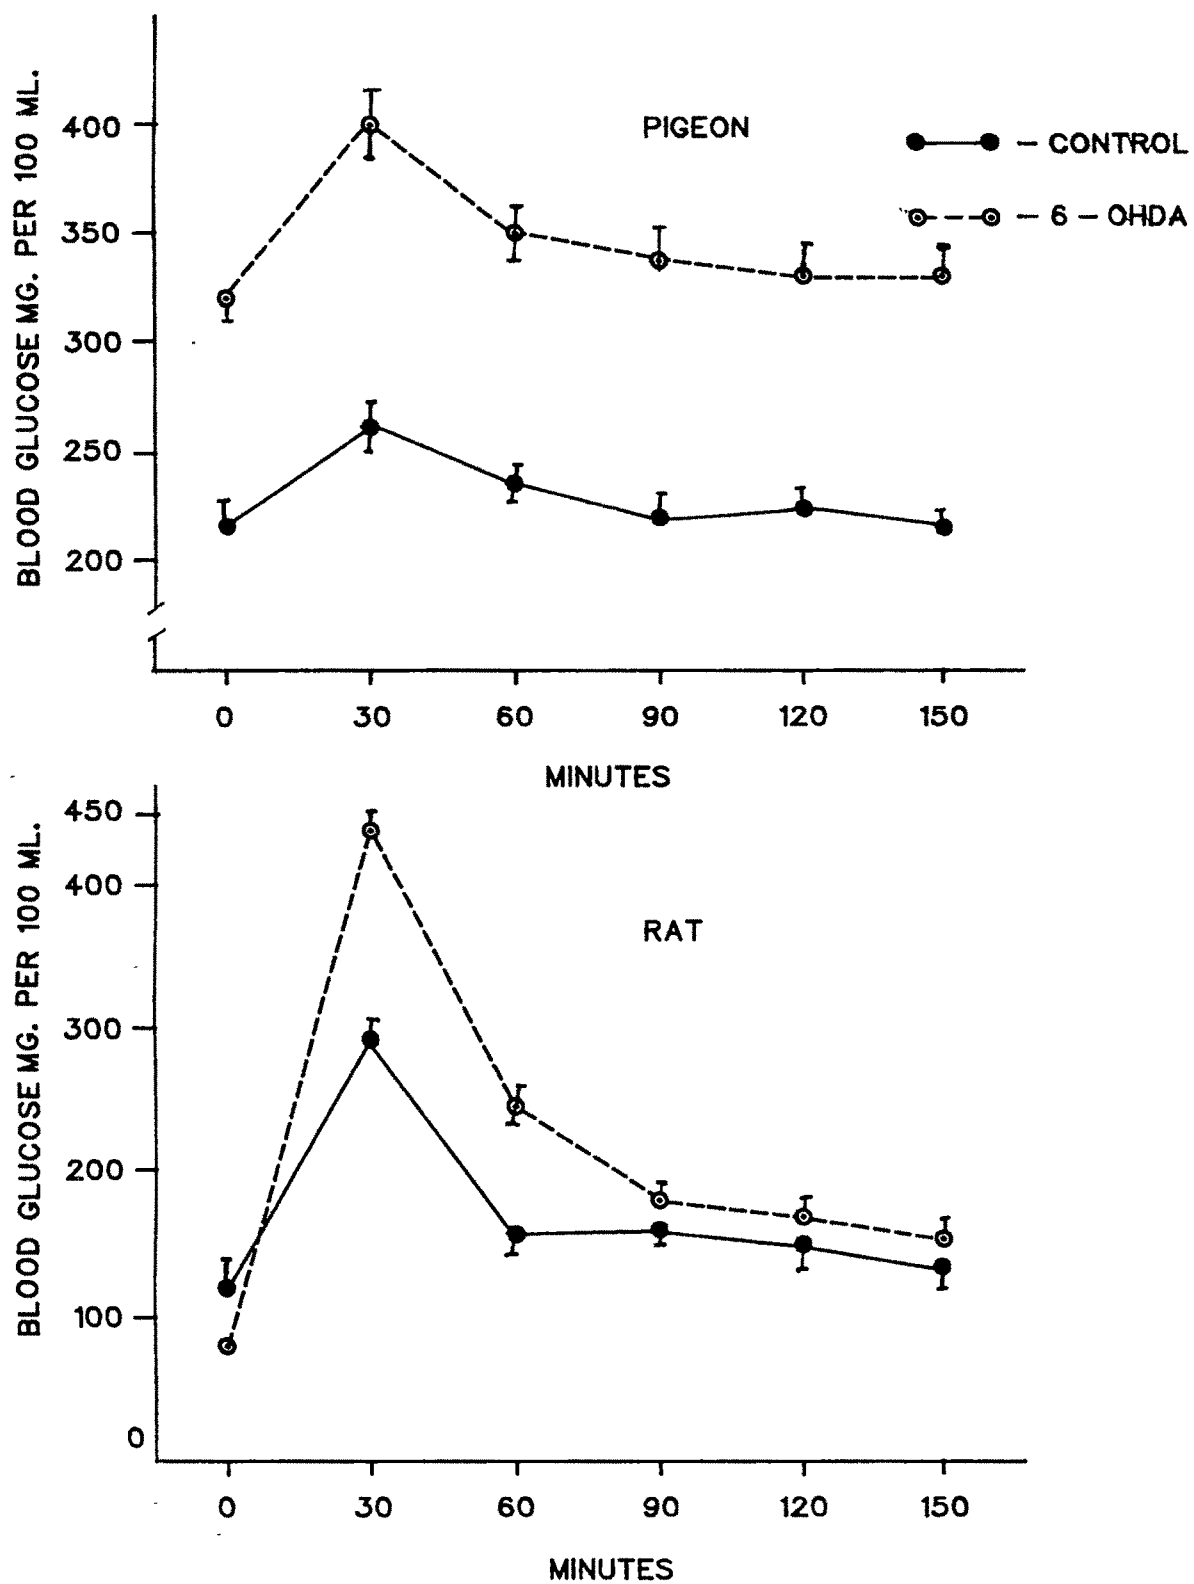 BLOOD GLUCOSE MG. PER 100 ML.
400
350
300
250
200
PIGEON
— CONTROL
— 6 — OHDA
0 30 60 90 120 150
MINUTES
BLOOD GLUCOSE MG. PER 100 ML.
450
400
300
200
100
0
RAT
0 30 60 90 120 150
MINUTES